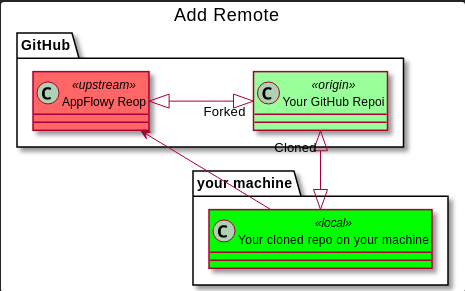 Add Remote
GitHub
C
«upstream»
AppFlowy Reop
C
«origin»
Your GitHub Repoi
Forked
Cloned
your machine
C
«local»
Your cloned repo on your machine